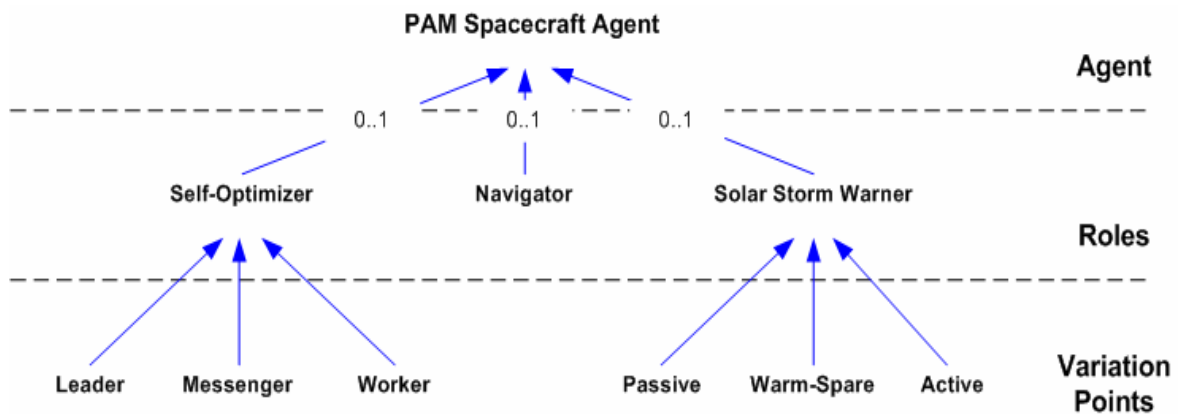 PAM Spacecraft Agent
Agent
0..1 0..1 0..1
Self-Optimizer Navigator Solar Storm Warner
Roles
Leader Messenger Worker Passive Warm-Spare Active
Variation
Points